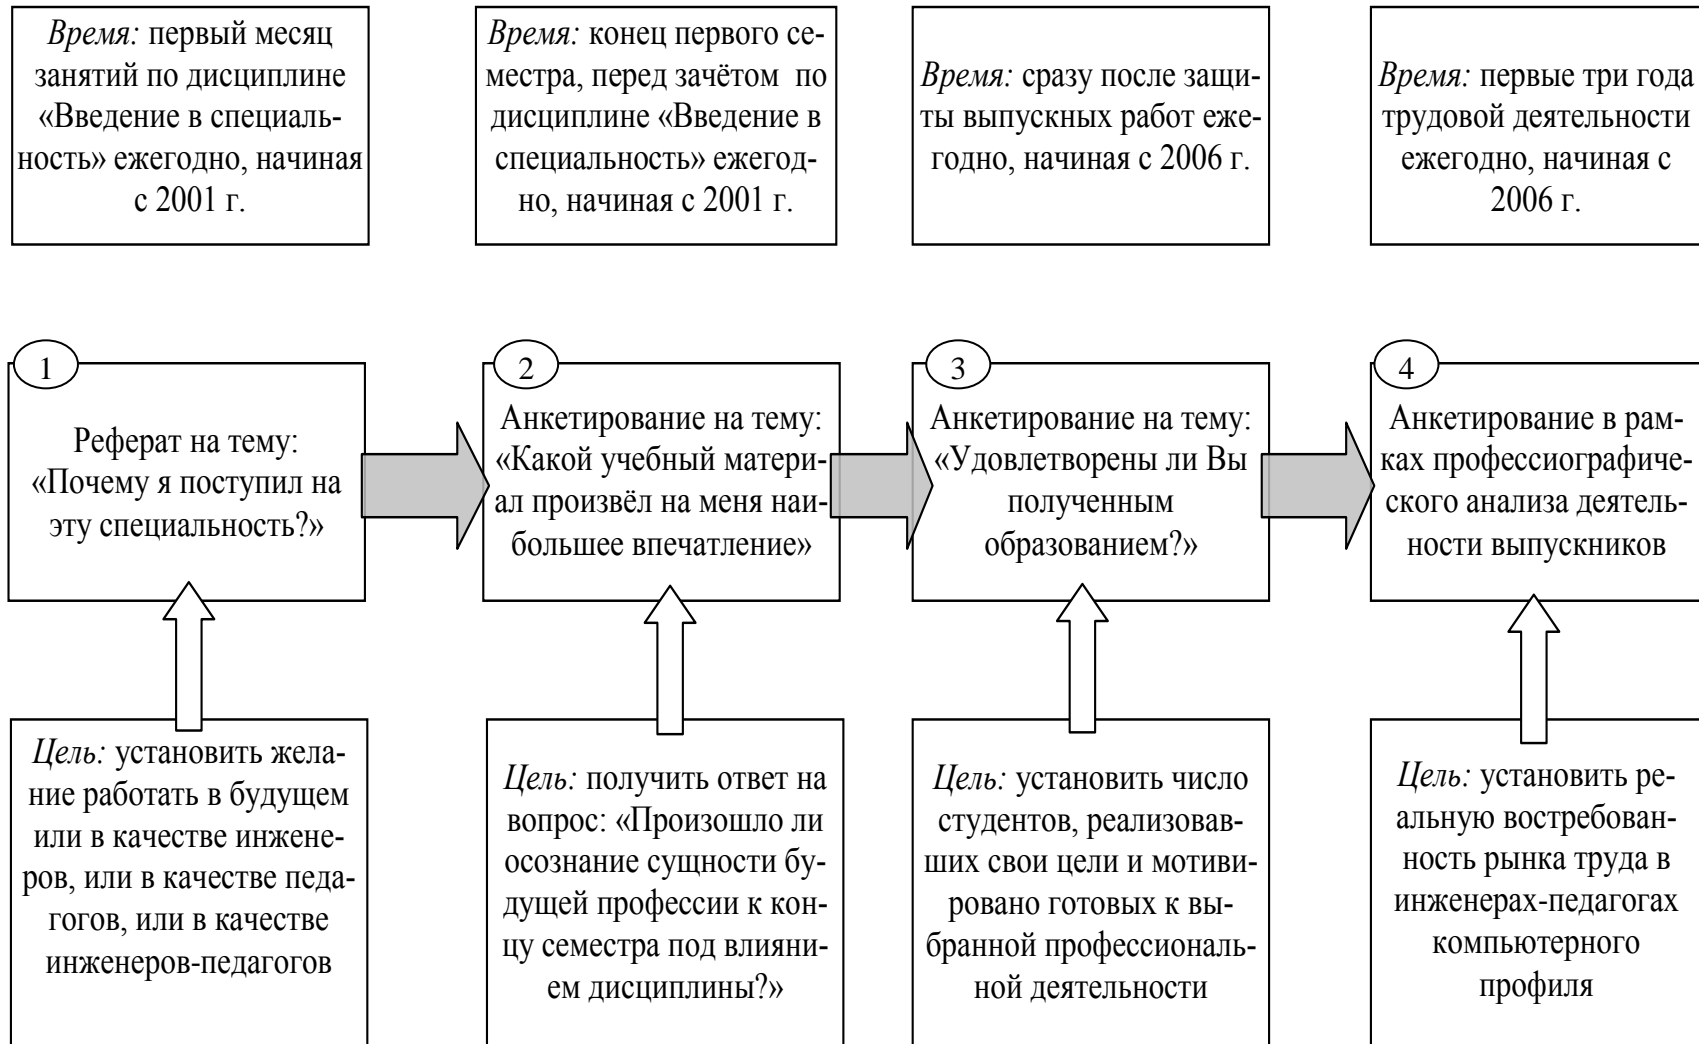 Время: первый месяц
занятий по дисциплине
«Введение в специаль-
ность» ежегодно, начиная
с 2001 г.
Время: конец первого се-
местра, перед зачётом по
дисциплине «Введение в
специальность» ежегод-
но, начиная с 2001 г.
Время: сразу после защи-
ты выпускных работ еже-
годно, начиная с 2006 г.
Время: первые три года
трудовой деятельности
ежегодно, начиная с
2006 г.
1
Реферат на тему:
«Почему я поступил на
эту специальность?»
2
Анкетирование на тему:
«Какой учебный матери-
ал произвёл на меня наи-
большее впечатление»
3
Анкетирование на тему:
«Удовлетворены ли Вы
полученным
образованием?»
4
Анкетирование в рам-
ках профессиографиче-
ского анализа деятель-
ности выпускников
Цель: установить жела-
ние работать в будущем
или в качестве инжене-
ров, или в качестве педа-
гогов, или в качестве
инженеров-педагогов
Цель: получить ответ на
вопрос: «Произошло ли
осознание сущности бу-
дущей профессии к кон-
цу семестра под влияни-
ем дисциплины?»
Цель: установить число
студентов, реализовав-
ших свои цели и мотиви-
ровано готовых к вы-
бранной профессиональ-
ной деятельности
Цель: установить ре-
альную востребован-
ность рынка труда в
инженерах-педагогах
компьютерного
профиля